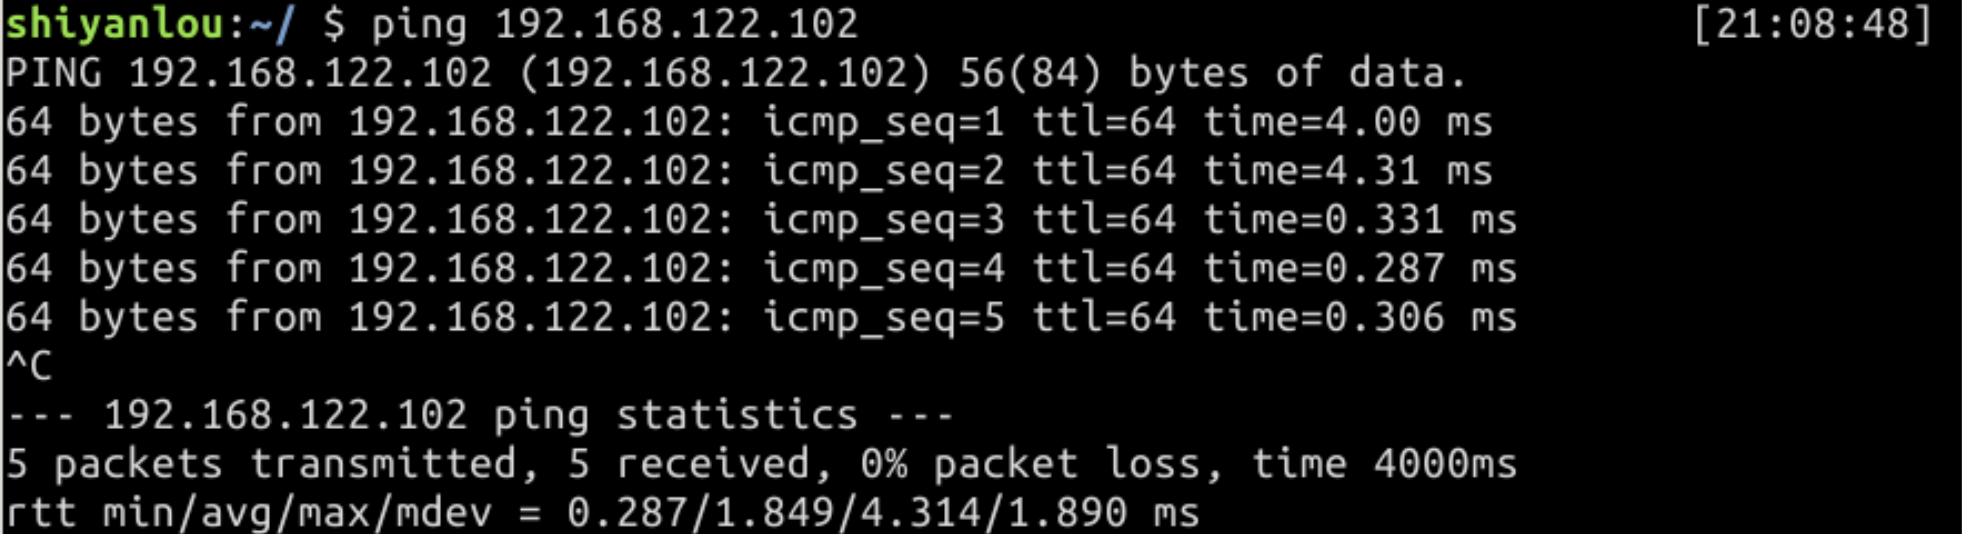 shiyanlou:~/ $ ping 192.168.122.102 [21:08:48]
PING 192.168.122.102 (192.168.122.102) 56(84) bytes of data.
64 bytes from 192.168.122.102: icmp_seq=1 ttl=64 time=4.00 ms
64 bytes from 192.168.122.102: icmp_seq=2 ttl=64 time=4.31 ms
64 bytes from 192.168.122.102: icmp_seq=3 ttl=64 time=0.331 ms
64 bytes from 192.168.122.102: icmp_seq=4 ttl=64 time=0.287 ms
64 bytes from 192.168.122.102: icmp_seq=5 ttl=64 time=0.306 ms
^C
--- 192.168.122.102 ping statistics ---
5 packets transmitted, 5 received, 0% packet loss, time 4000ms
rtt min/avg/max/mdev = 0.287/1.849/4.314/1.890 ms